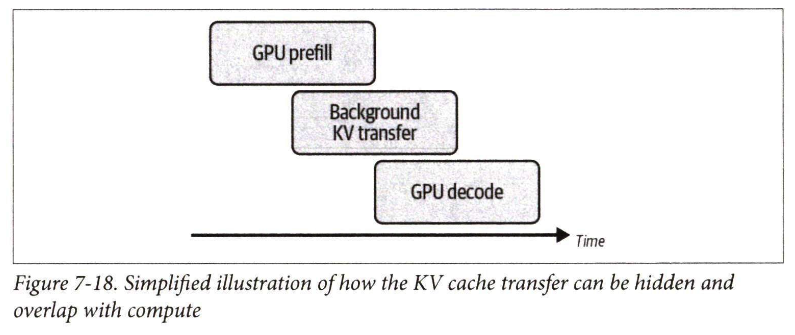 GPU prefill
Background
KV transfer
GPU decode
Time
Figure 7-18. Simplified illustration of how the KV cache transfer can be hidden and
overlap with compute